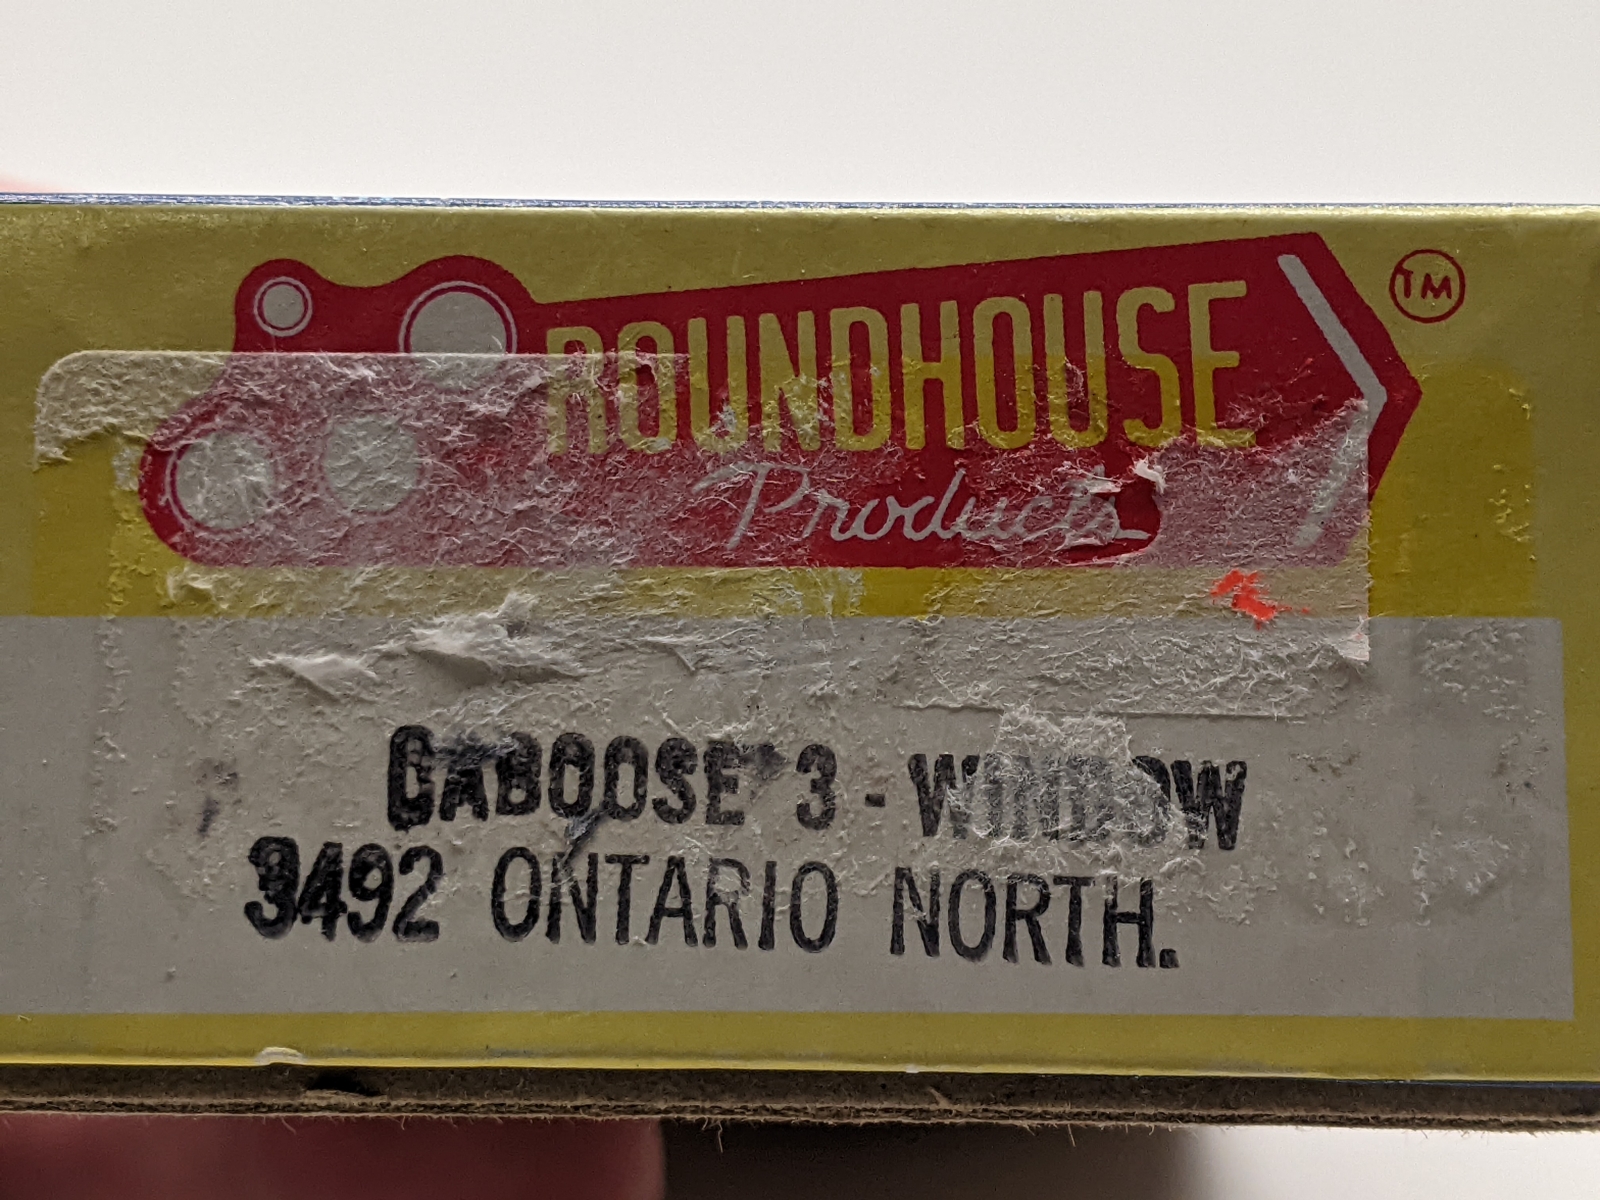 ROUNDHOUSE
TM
Products
CABOOSE 3 - WINDOW
3492 ONTARIO NORTH.